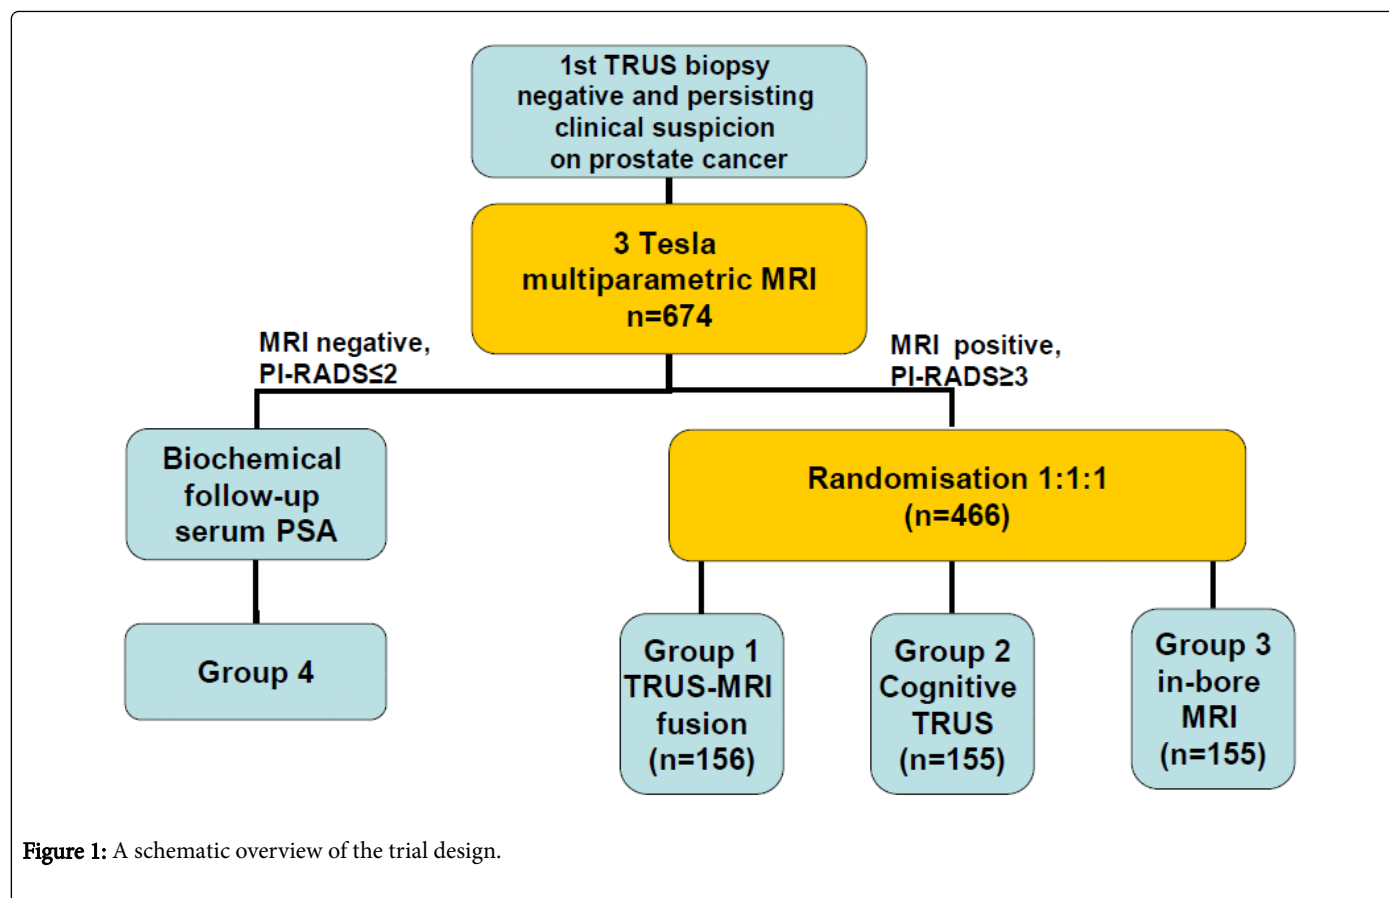 1st TRUS biopsy
negative and persisting
clinical suspicion
on prostate cancer
3 Tesla
multiparametric MRI
n=674
MRI negative,
PI-RADS≤2
MRI positive,
PI-RADS≥3
Biochemical
follow-up
serum PSA
Randomisation 1:1:1
(n=466)
Group 4
Group 1
TRUS-MRI
fusion
(n=156)
Group 2
Cognitive
TRUS
(n=155)
Group 3
in-bore
MRI
(n=155)
Figure 1: A schematic overview of the trial design.